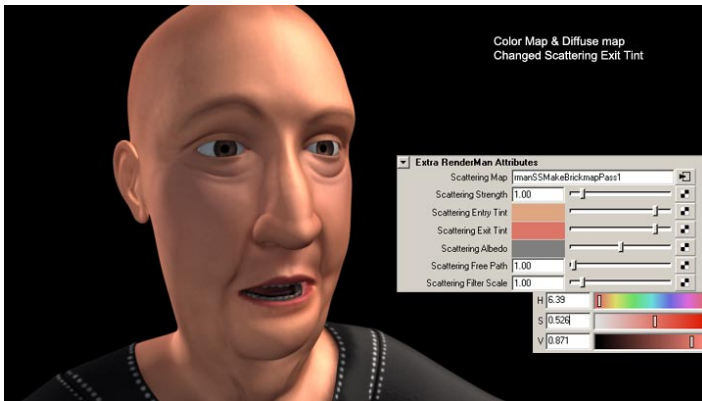 Color Map & Diffuse map
Changed Scattering Exit Tint
Extra RenderMan Attributes
Scattering Map rmanSSMakeBrickmapPass1
Scattering Strength 1.00
Scattering Entry Tint
Scattering Exit Tint
Scattering Albedo
Scattering Free Path 1.00
Scattering Filter Scale 1.00
H 6.39
S 0.526
V 0.871